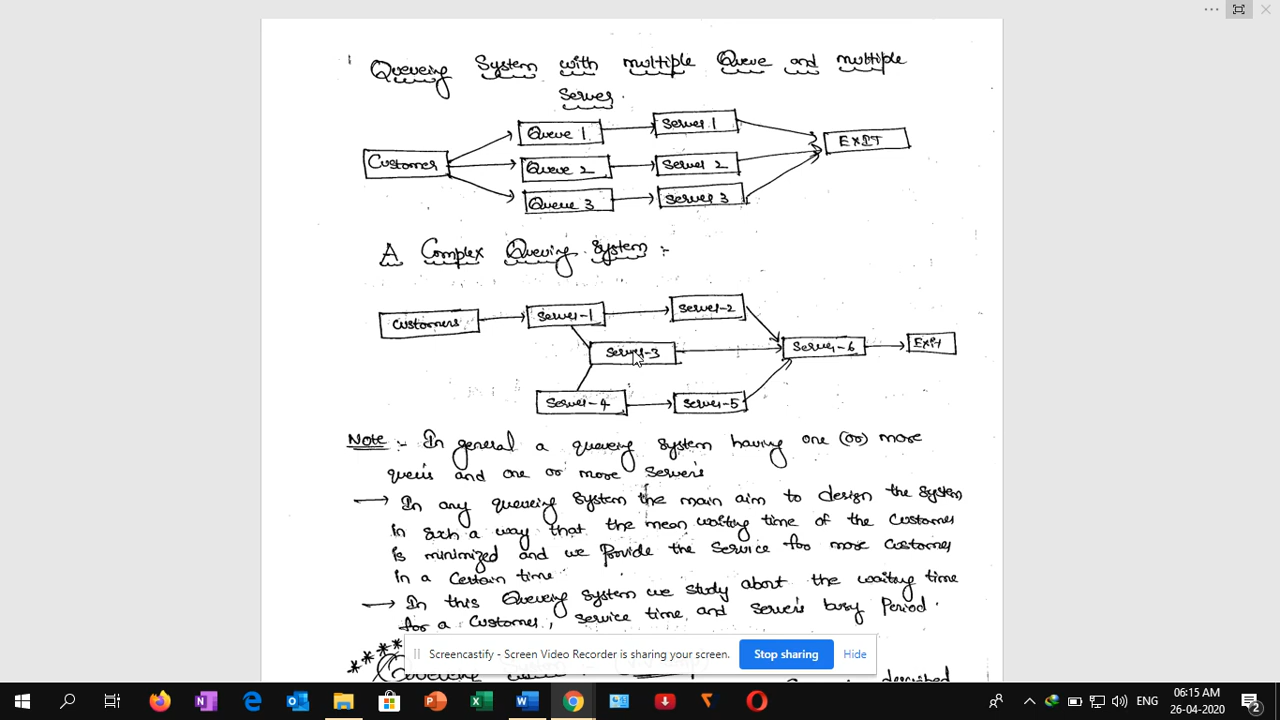 Queueing System with multiple Queue and multiple
Server.
Customer
Queue 1
Server 1
Queue 2
Server 2
Queue 3
Server 3
EXIT
A Complex Queuing System :-
Customers
Server-1
Server-2
Server-3
Server-4
Server-5
Server-6
EXIT
Note :- In general a queueing system having one (or) more
and one or more Server's
In any queueing System the main aim to design the System
in such a way that the mean waiting time of the Customer
is minimized and we provide the Service for more Customer
in a Certain time
In this Queueing System we study about the waiting time
for a Customer, service time, and Server's busy Period.
Screencastify - Screen Video Recorder is sharing your screen.
Stop sharing
Hide
described
ENG
06:15 AM
26-04-2020
2